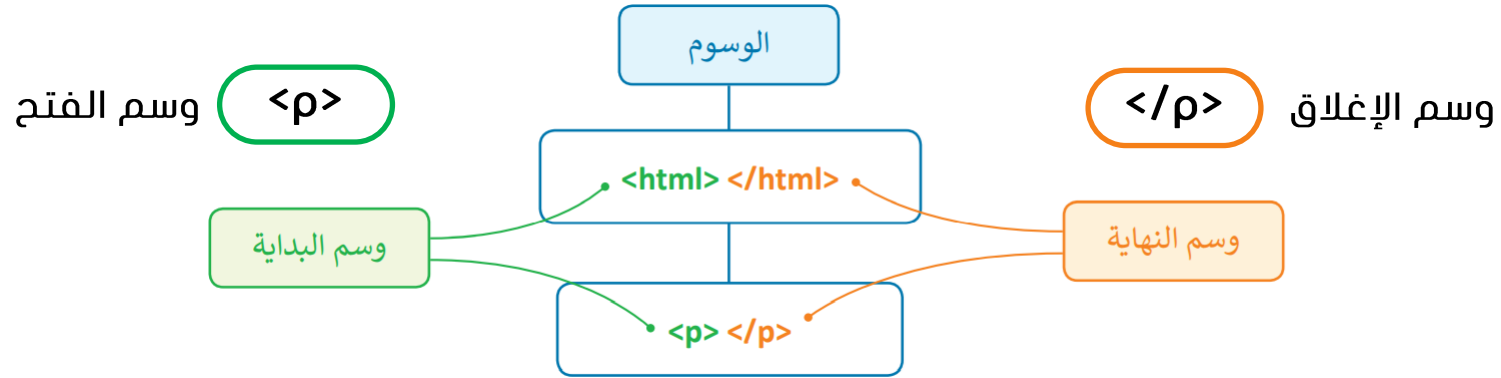 الوسوم
وسم الفتح
<p>
</p>
وسم الإغلاق
<html> </html>
وسم البداية
وسم النهاية
<p> </p>